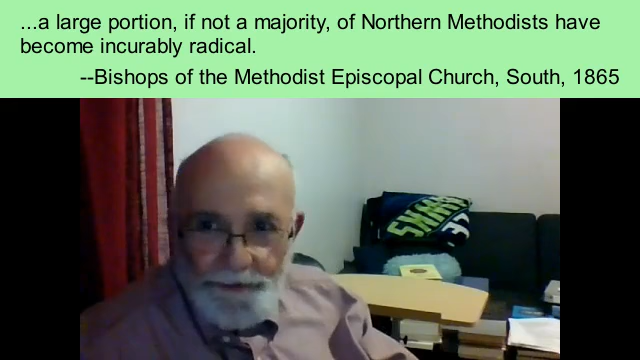 ...a large portion, if not a majority, of Northern Methodists have
become incurably radical.
--Bishops of the Methodist Episcopal Church, South, 1865